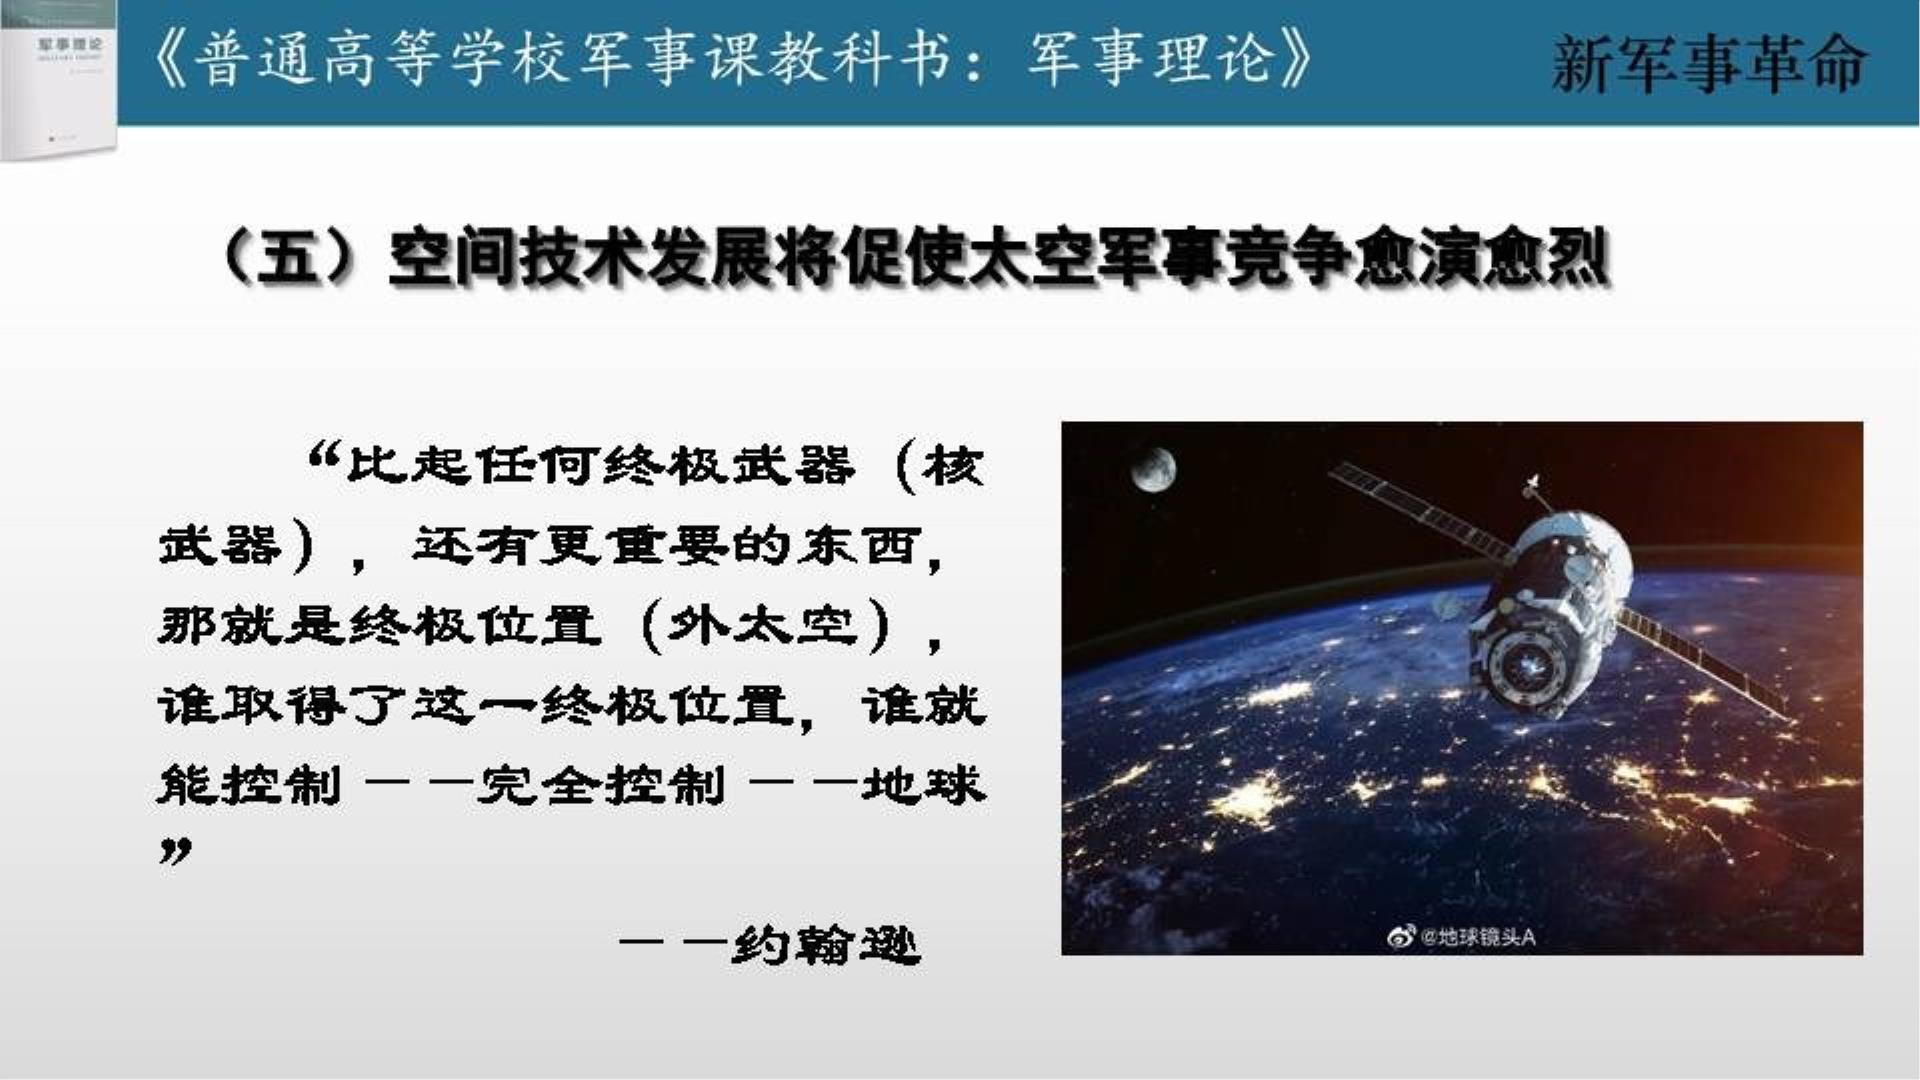 军事理论
《普通高等学校军事课教科书：军事理论》
新军事革命
（五）空间技术发展将促使太空军事竞争愈演愈烈
“比起任何终极武器（核
武器），还有更重要的东西，
那就是终极位置（外太空），
谁取得了这一终极位置，谁就
能控制－－完全控制－－地球
”
－－约翰逊
@地球镜头A